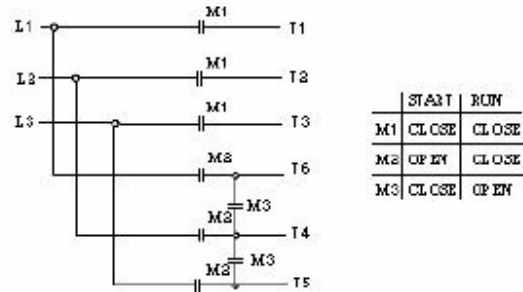 M1
L1 T1
M1
L2 T2
M1
L3 T3
M2
T6
M3
M2
T4
M3
M2
T5
START RUN
M1 CLOSE CLOSE
M2 OPEN CLOSE
M3 CLOSE OPEN